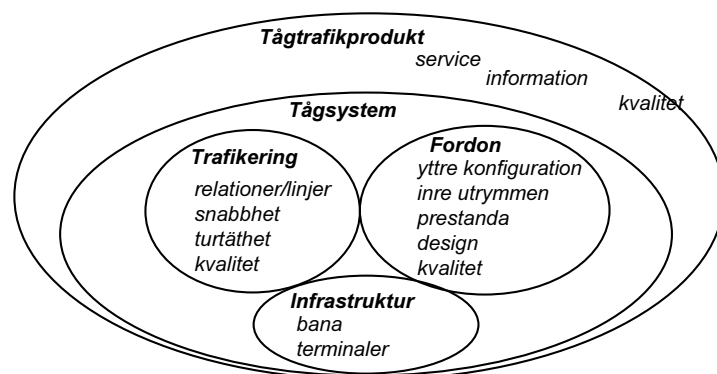 Tågtrafikprodukt
service
information
kvalitet
Tågsystem
Trafikering
relationer/linjer
snabbhet
turtäthet
kvalitet
Fordon
yttre konfiguration
inre utrymmen
prestanda
design
kvalitet
Infrastruktur
bana
terminaler